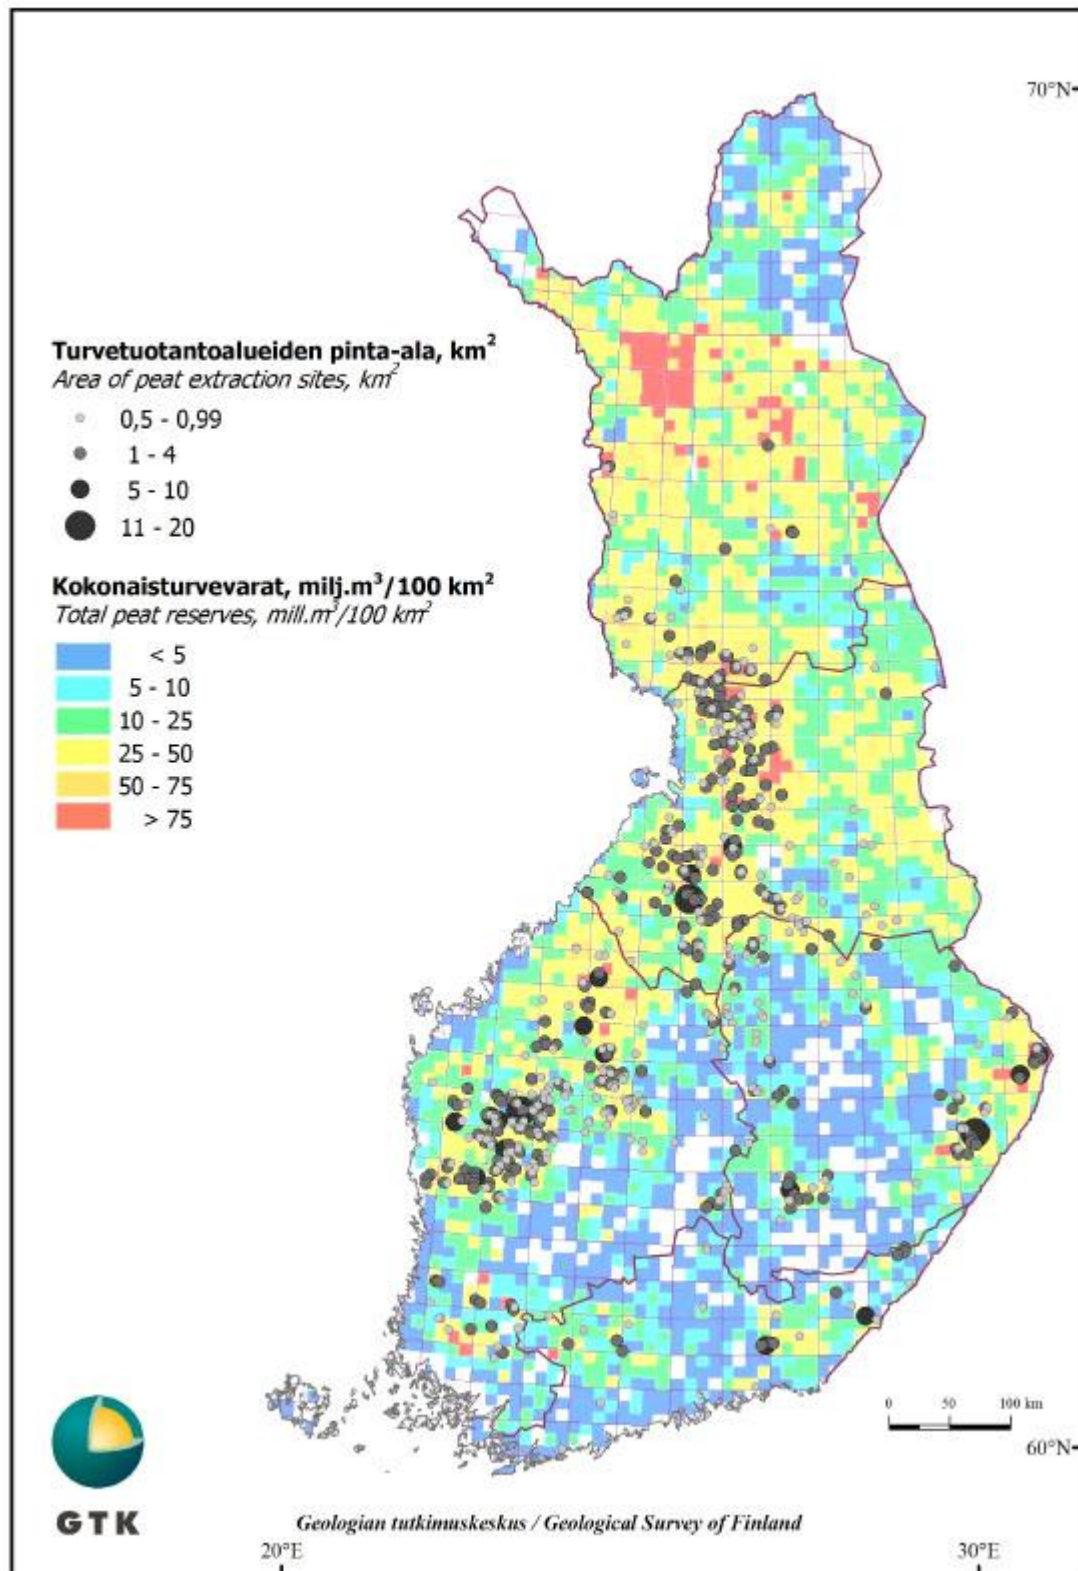 70°N
Turvetuotantoalueiden pinta-ala, km²
Area of peat extraction sites, km²
0,5 - 0,99
1 - 4
5 - 10
11 - 20
Kokonaisturvevarat, milj.m³/100 km²
Total peat reserves, mill.m³/100 km²
< 5
5 - 10
10 - 25
25 - 50
50 - 75
> 75
0 50 100 km
60°N
GTK
Geologian tutkimuskeskus / Geological Survey of Finland
20°E 30°E